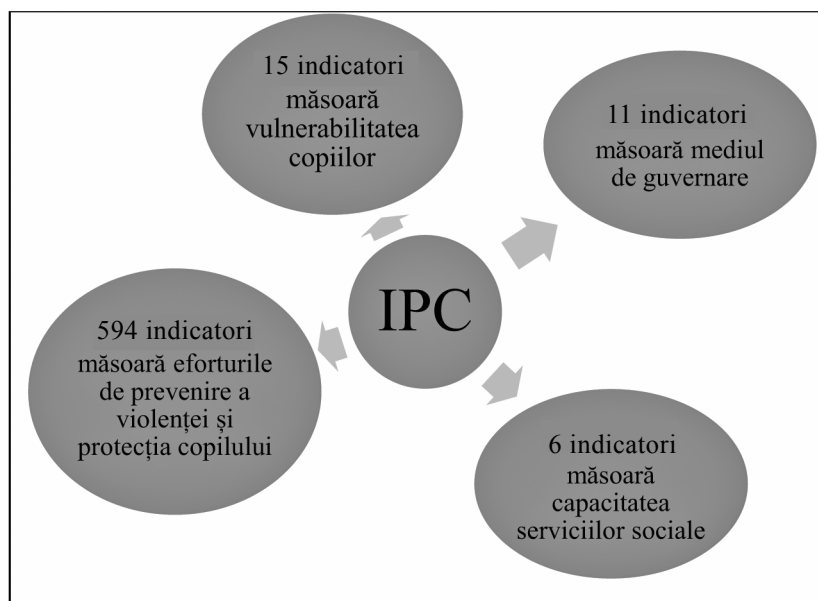 15 indicatori
măsoară
vulnerabilitatea
copiilor
11 indicatori
măsoară mediul
de guvernare
IPC
594 indicatori
măsoară eforturile
de prevenire a
violenței și
protecția copilului
6 indicatori
măsoară
capacitatea
serviciilor sociale